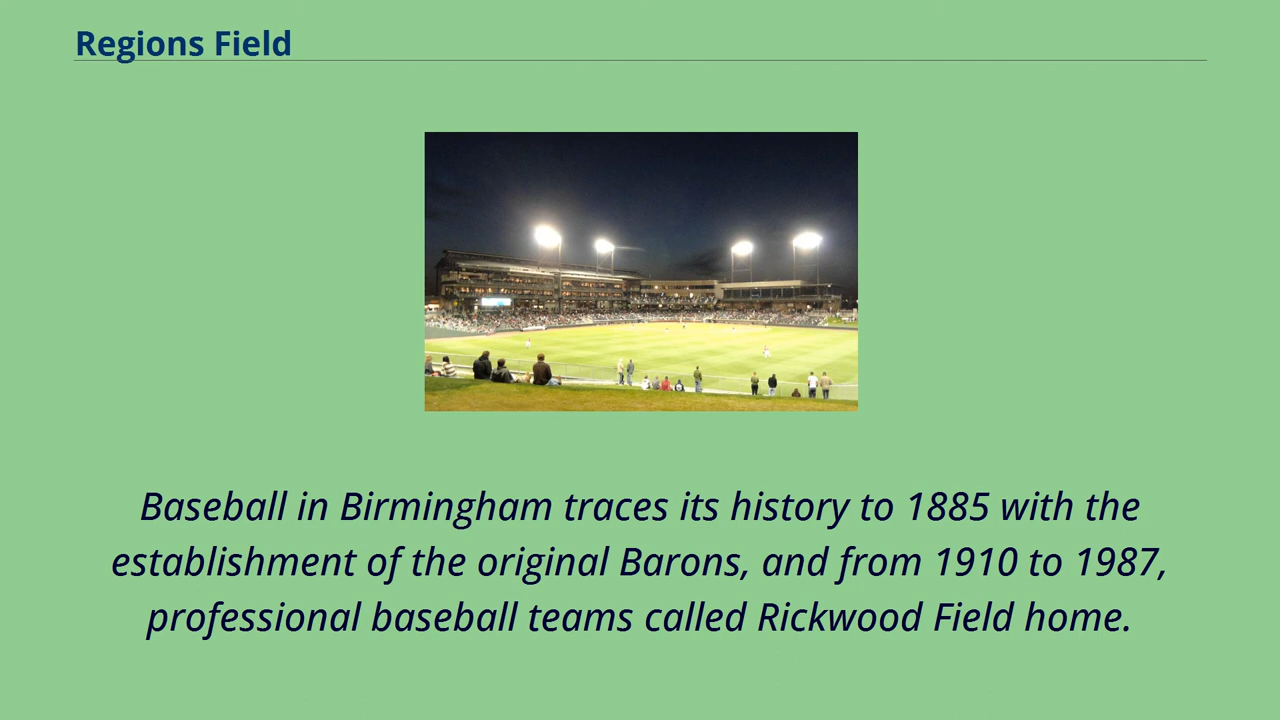 Regions Field
Baseball in Birmingham traces its history to 1885 with the
establishment of the original Barons, and from 1910 to 1987,
professional baseball teams called Rickwood Field home.